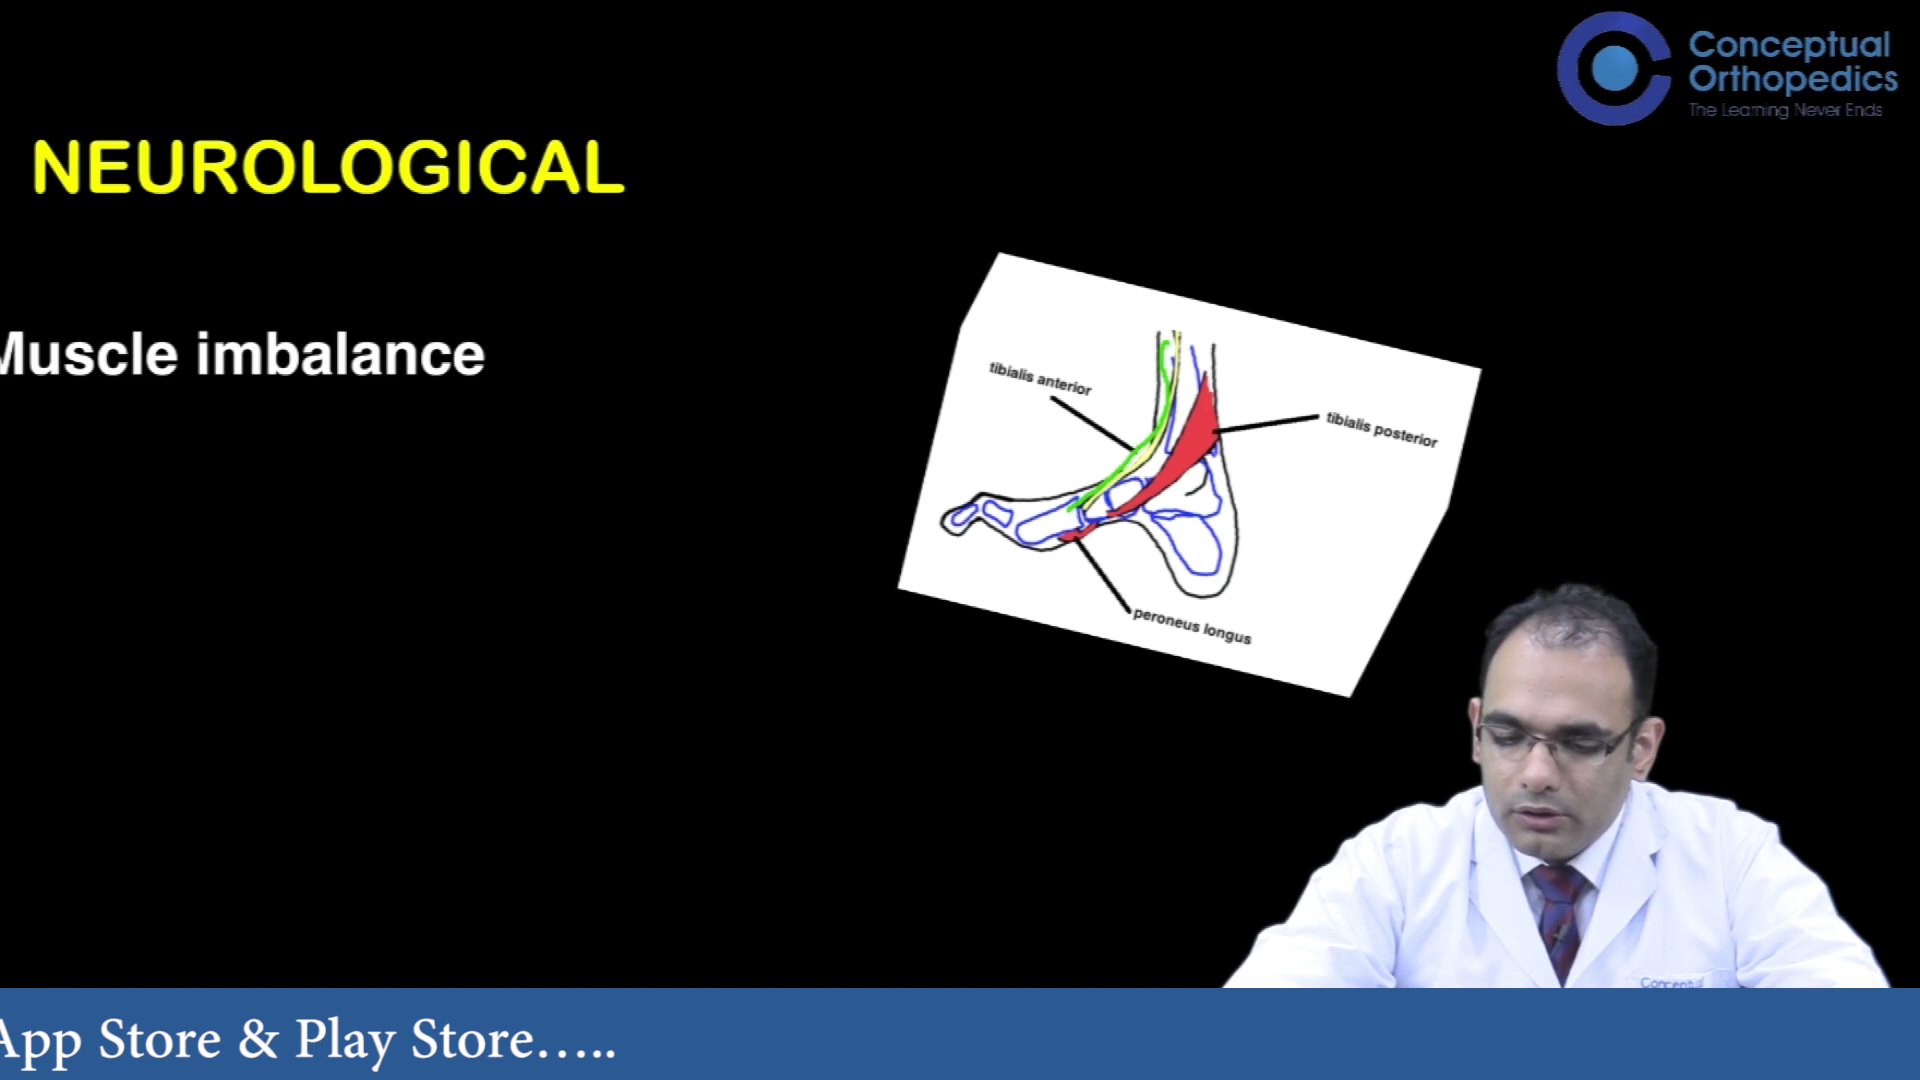 Conceptual
Orthopedics
The Learning Never Ends
NEUROLOGICAL
Muscle imbalance
tibialis anterior
tibialis posterior
peroneus longus
Conceptual
App Store & Play Store.....